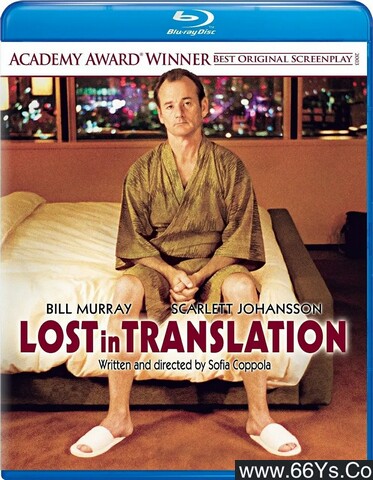 Blu-ray Disc
ACADEMY AWARD® WINNER BEST ORIGINAL SCREENPLAY 2003
BILL MURRAY SCARLETT JOHANSSON
LOST in TRANSLATION
Written and directed by Sofia Coppola
www.66Ys.Co